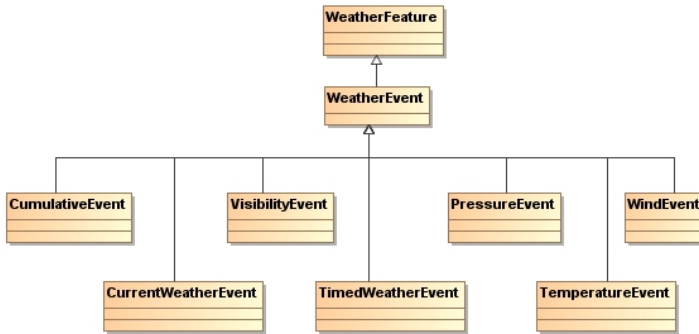 WeatherFeature
WeatherEvent
CumulativeEvent
VisibilityEvent
PressureEvent
WindEvent
CurrentWeatherEvent
TimedWeatherEvent
TemperatureEvent